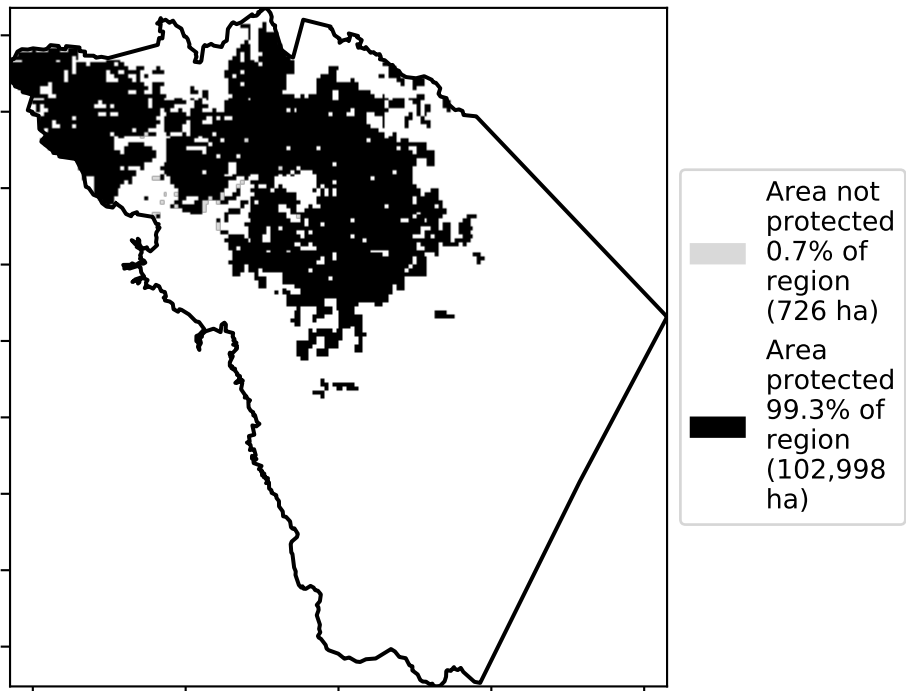 Area not
protected
0.7% of
region
(726 ha)
Area
protected
99.3% of
region
(102,998
ha)